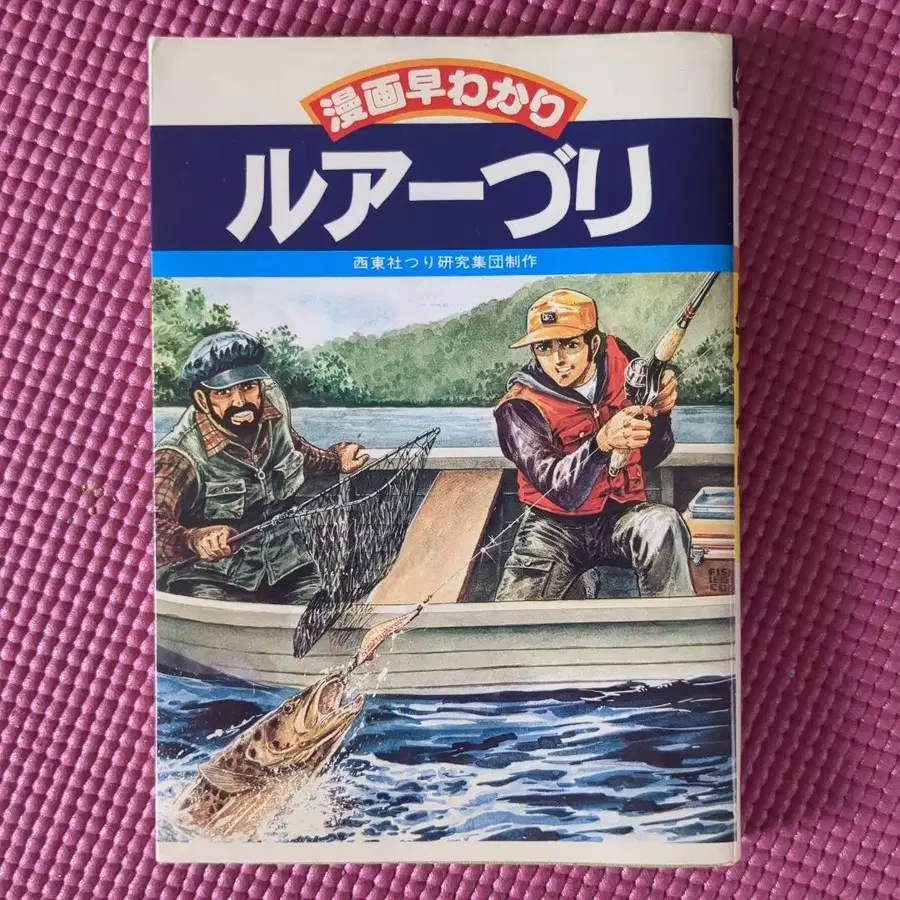 漫画早わかり
ルアーづり
西東社つり研究集団制作